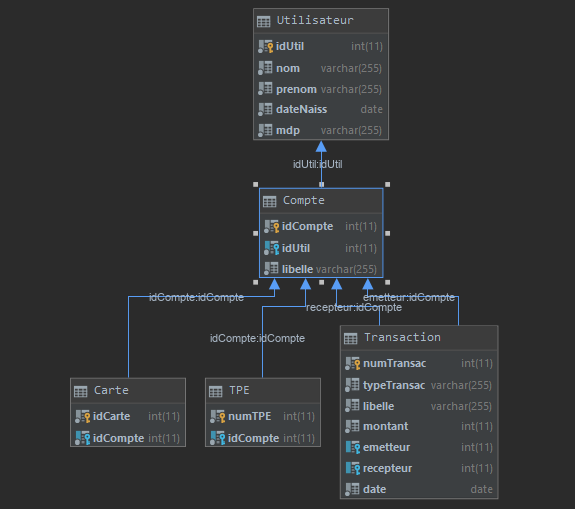 Utilisateur
idUtil int(11)
nom varchar(255)
prenom varchar(255)
dateNaiss date
mdp varchar(255)
idUtil:idUtil
Compte
idCompte int(11)
idUtil int(11)
libelle varchar(255)
idCompte:idCompte
emetteur:idCompte
recepteur:idCompte
idCompte:idCompte
Transaction
numTransac int(11)
typeTransac varchar(255)
libelle varchar(255)
montant int(11)
emetteur int(11)
recepteur int(11)
date date
Carte
idCarte int(11)
idCompte int(11)
TPE
numTPE int(11)
idCompte int(11)